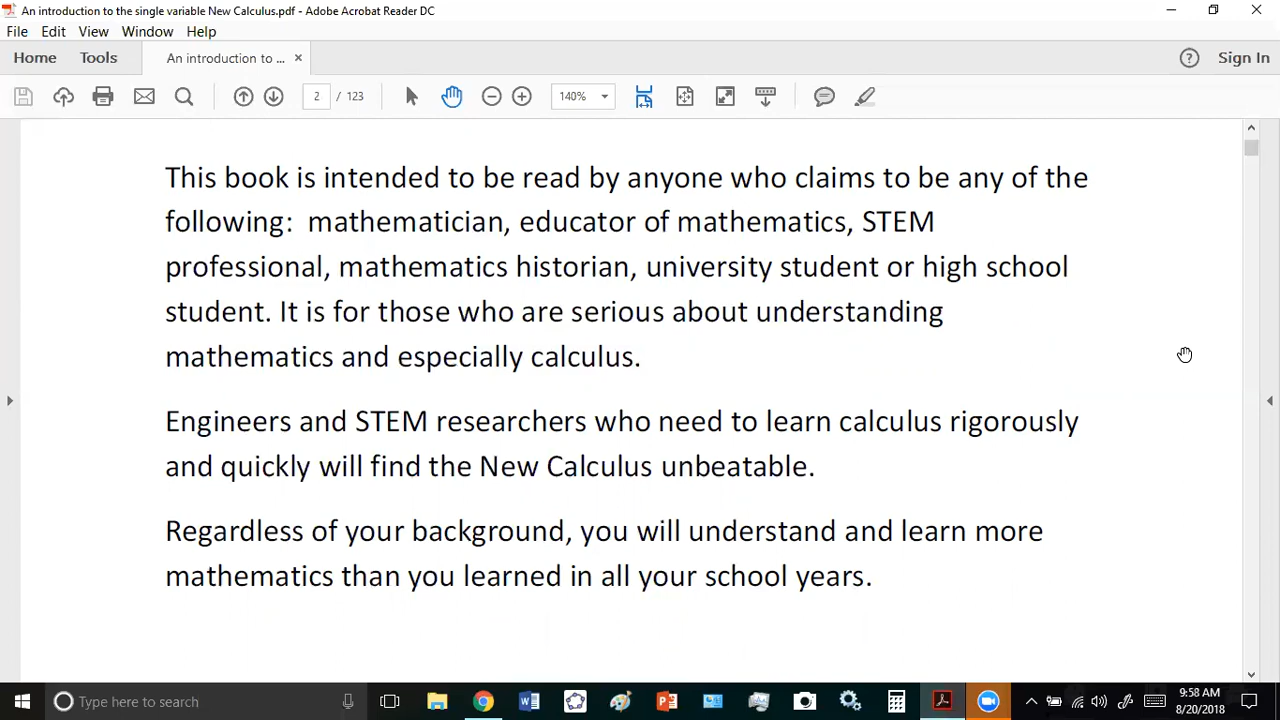 An introduction to the single variable New Calculus.pdf - Adobe Acrobat Reader DC
File Edit View Window Help
Home Tools An introduction to ... × Sign In
2 / 123 140%
This book is intended to be read by anyone who claims to be any of the
following: mathematician, educator of mathematics, STEM
professional, mathematics historian, university student or high school
student. It is for those who are serious about understanding
mathematics and especially calculus.
Engineers and STEM researchers who need to learn calculus rigorously
and quickly will find the New Calculus unbeatable.
Regardless of your background, you will understand and learn more
mathematics than you learned in all your school years.
Type here to search
9:58 AM
8/20/2018